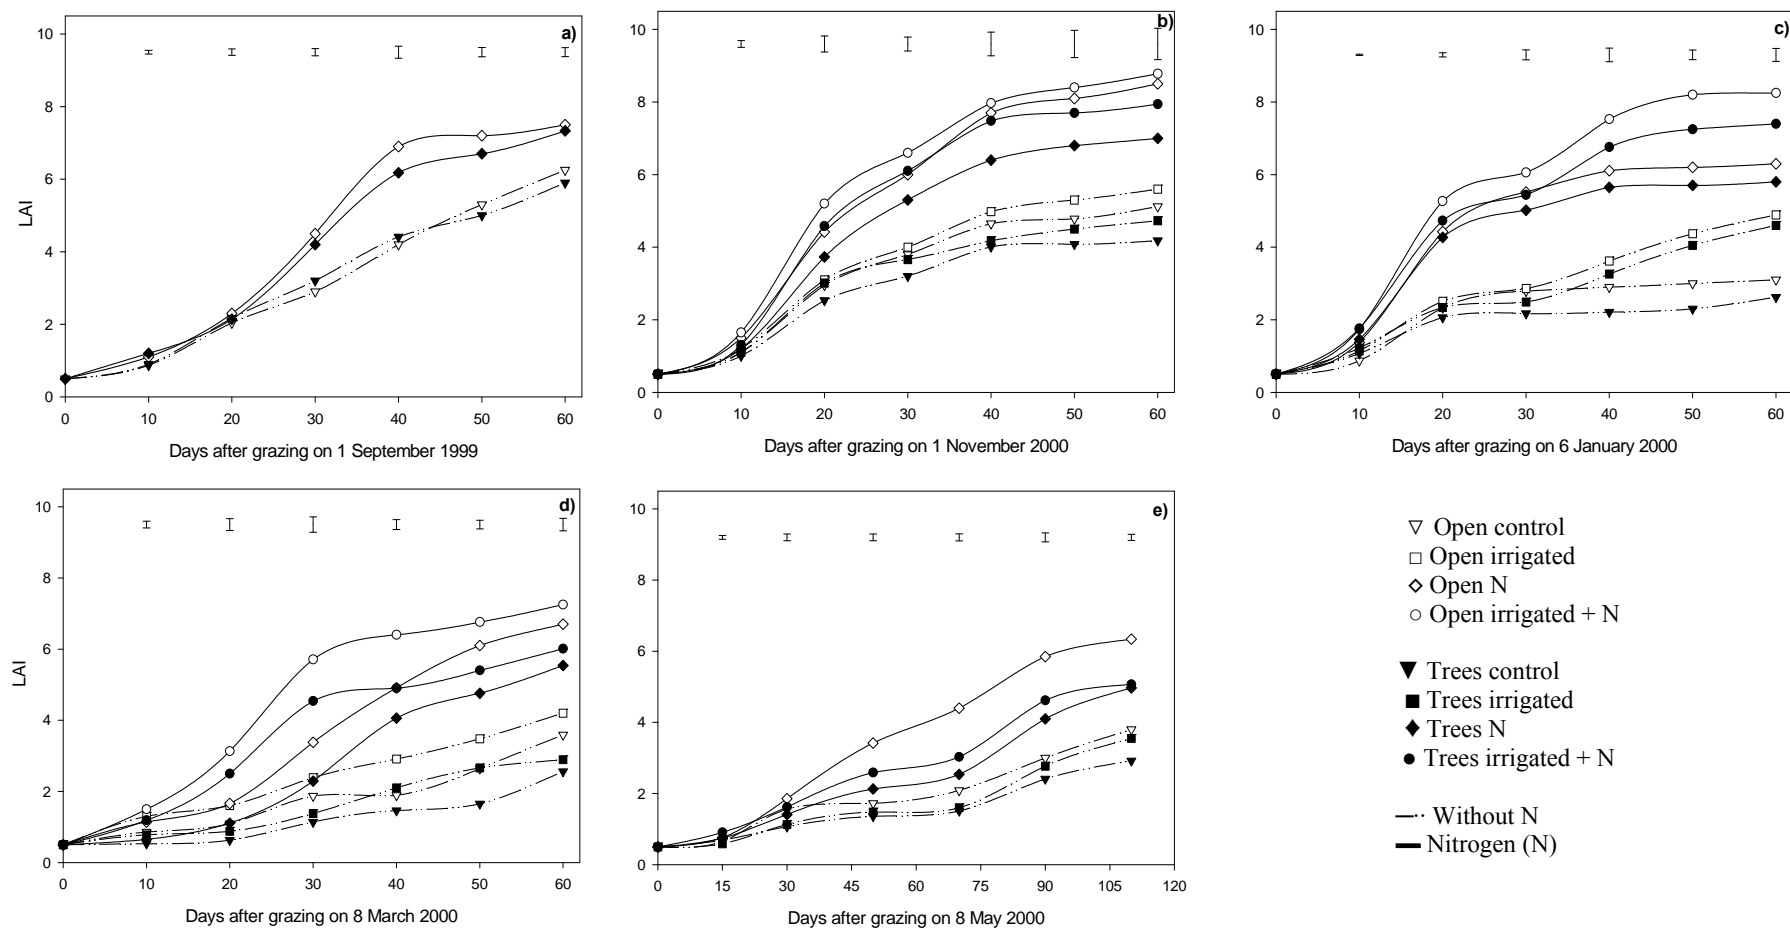 a)
10
8
6
4
2
0
LAI
0 10 20 30 40 50 60
Days after grazing on 1 September 1999
b)
10
8
6
4
2
0
0 10 20 30 40 50 60
Days after grazing on 1 November 2000
c)
10
8
6
4
2
0
0 10 20 30 40 50 60
Days after grazing on 6 January 2000
d)
10
8
6
4
2
0
LAI
0 10 20 30 40 50 60
Days after grazing on 8 March 2000
e)
10
8
6
4
2
0
0 15 30 45 60 75 90 105 120
Days after grazing on 8 May 2000
Open control
Open irrigated
Open N
Open irrigated + N
Trees control
Trees irrigated
Trees N
Trees irrigated + N
Without N
Nitrogen (N)